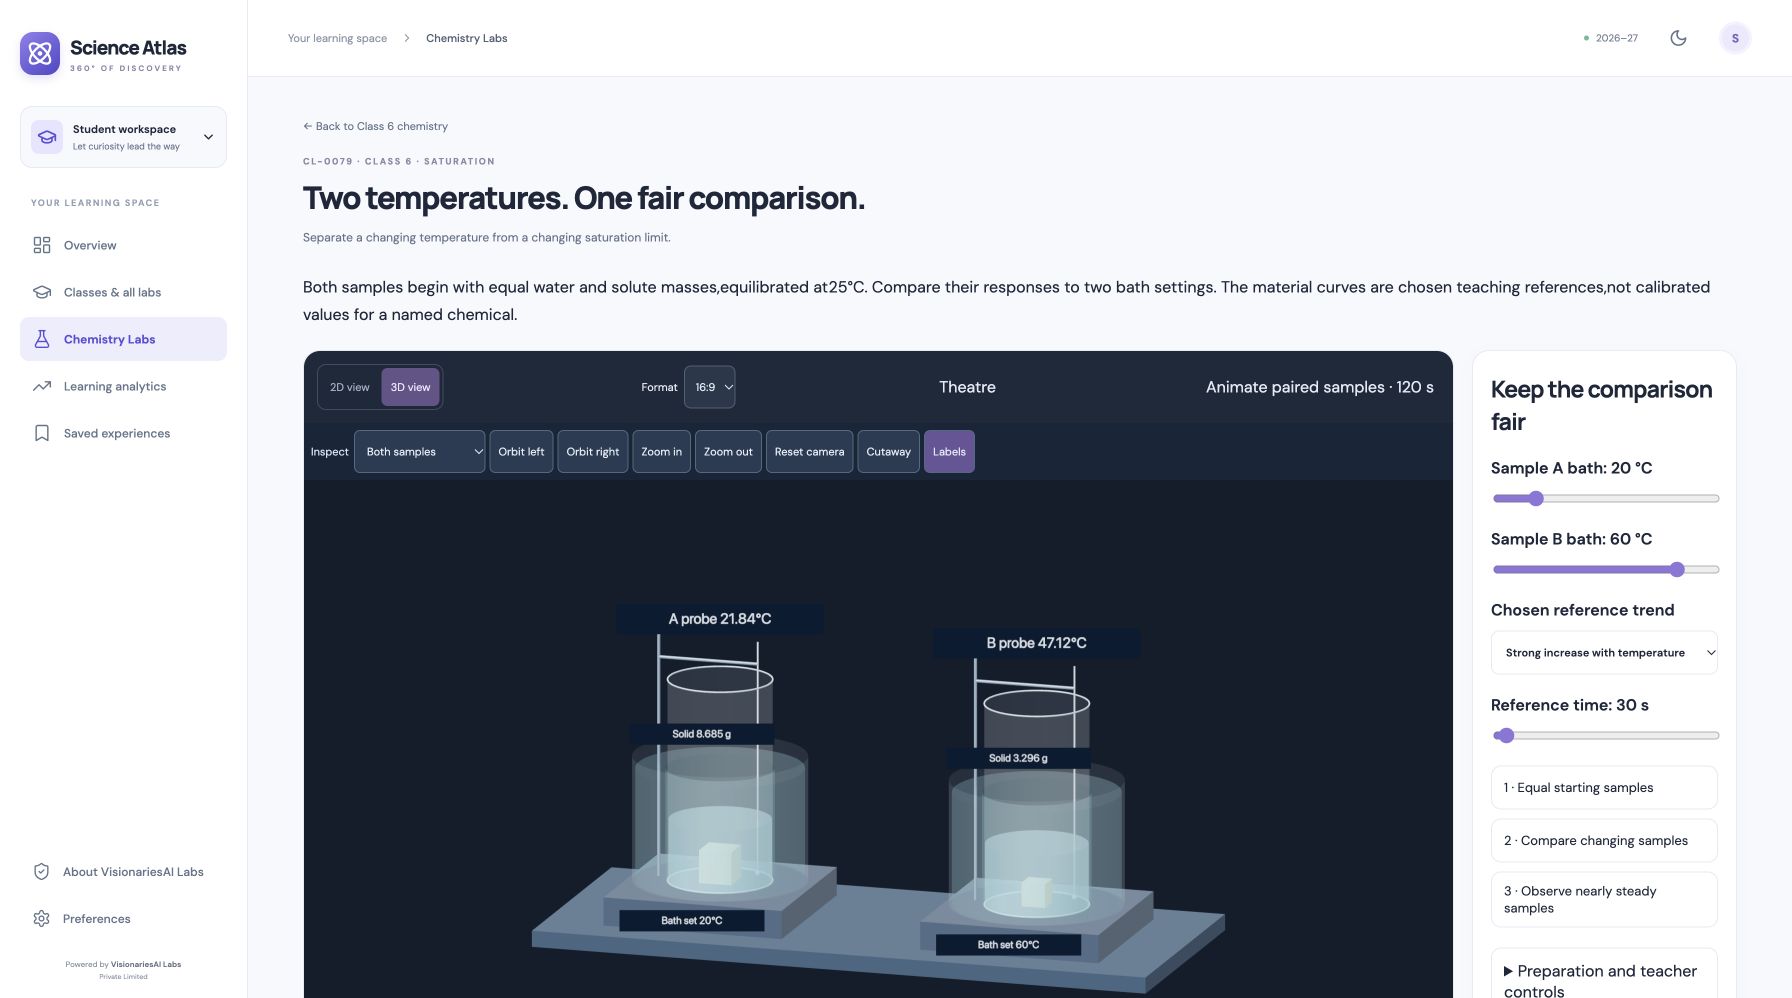 Science Atlas
360° OF DISCOVERY
Student workspace
Let curiosity lead the way
YOUR LEARNING SPACE
Overview
Classes & all labs
Chemistry Labs
Learning analytics
Saved experiences
About VisionariesAI Labs
Preferences
Powered by VisionariesAI Labs
Private Limited
Your learning space > Chemistry Labs
2026–27
S
← Back to Class 6 chemistry
CL-0079 · CLASS 6 · SATURATION
Two temperatures. One fair comparison.
Separate a changing temperature from a changing saturation limit.
Both samples begin with equal water and solute masses,equilibrated at25°C. Compare their responses to two bath settings. The material curves are chosen teaching references,not calibrated
values for a named chemical.
2D view 3D view Format 16:9 Theatre Animate paired samples · 120 s
Inspect Both samples Orbit left Orbit right Zoom in Zoom out Reset camera Cutaway Labels
A probe 21.84°C
B probe 47.12°C
Solid 8.685 g
Solid 3.296 g
Bath set 20°C
Bath set 60°C
Keep the comparison
fair
Sample A bath: 20 °C
Sample B bath: 60 °C
Chosen reference trend
Strong increase with temperature
Reference time: 30 s
1 · Equal starting samples
2 · Compare changing samples
3 · Observe nearly steady
samples
▶ Preparation and teacher
controls